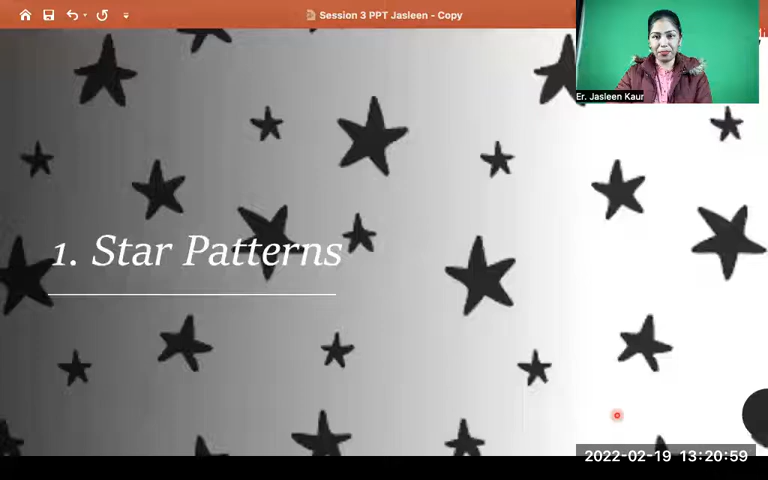 Session 3 PPT Jasleen - Copy
Er. Jasleen Kaur
1. Star Patterns
2022-02-19 13:20:59